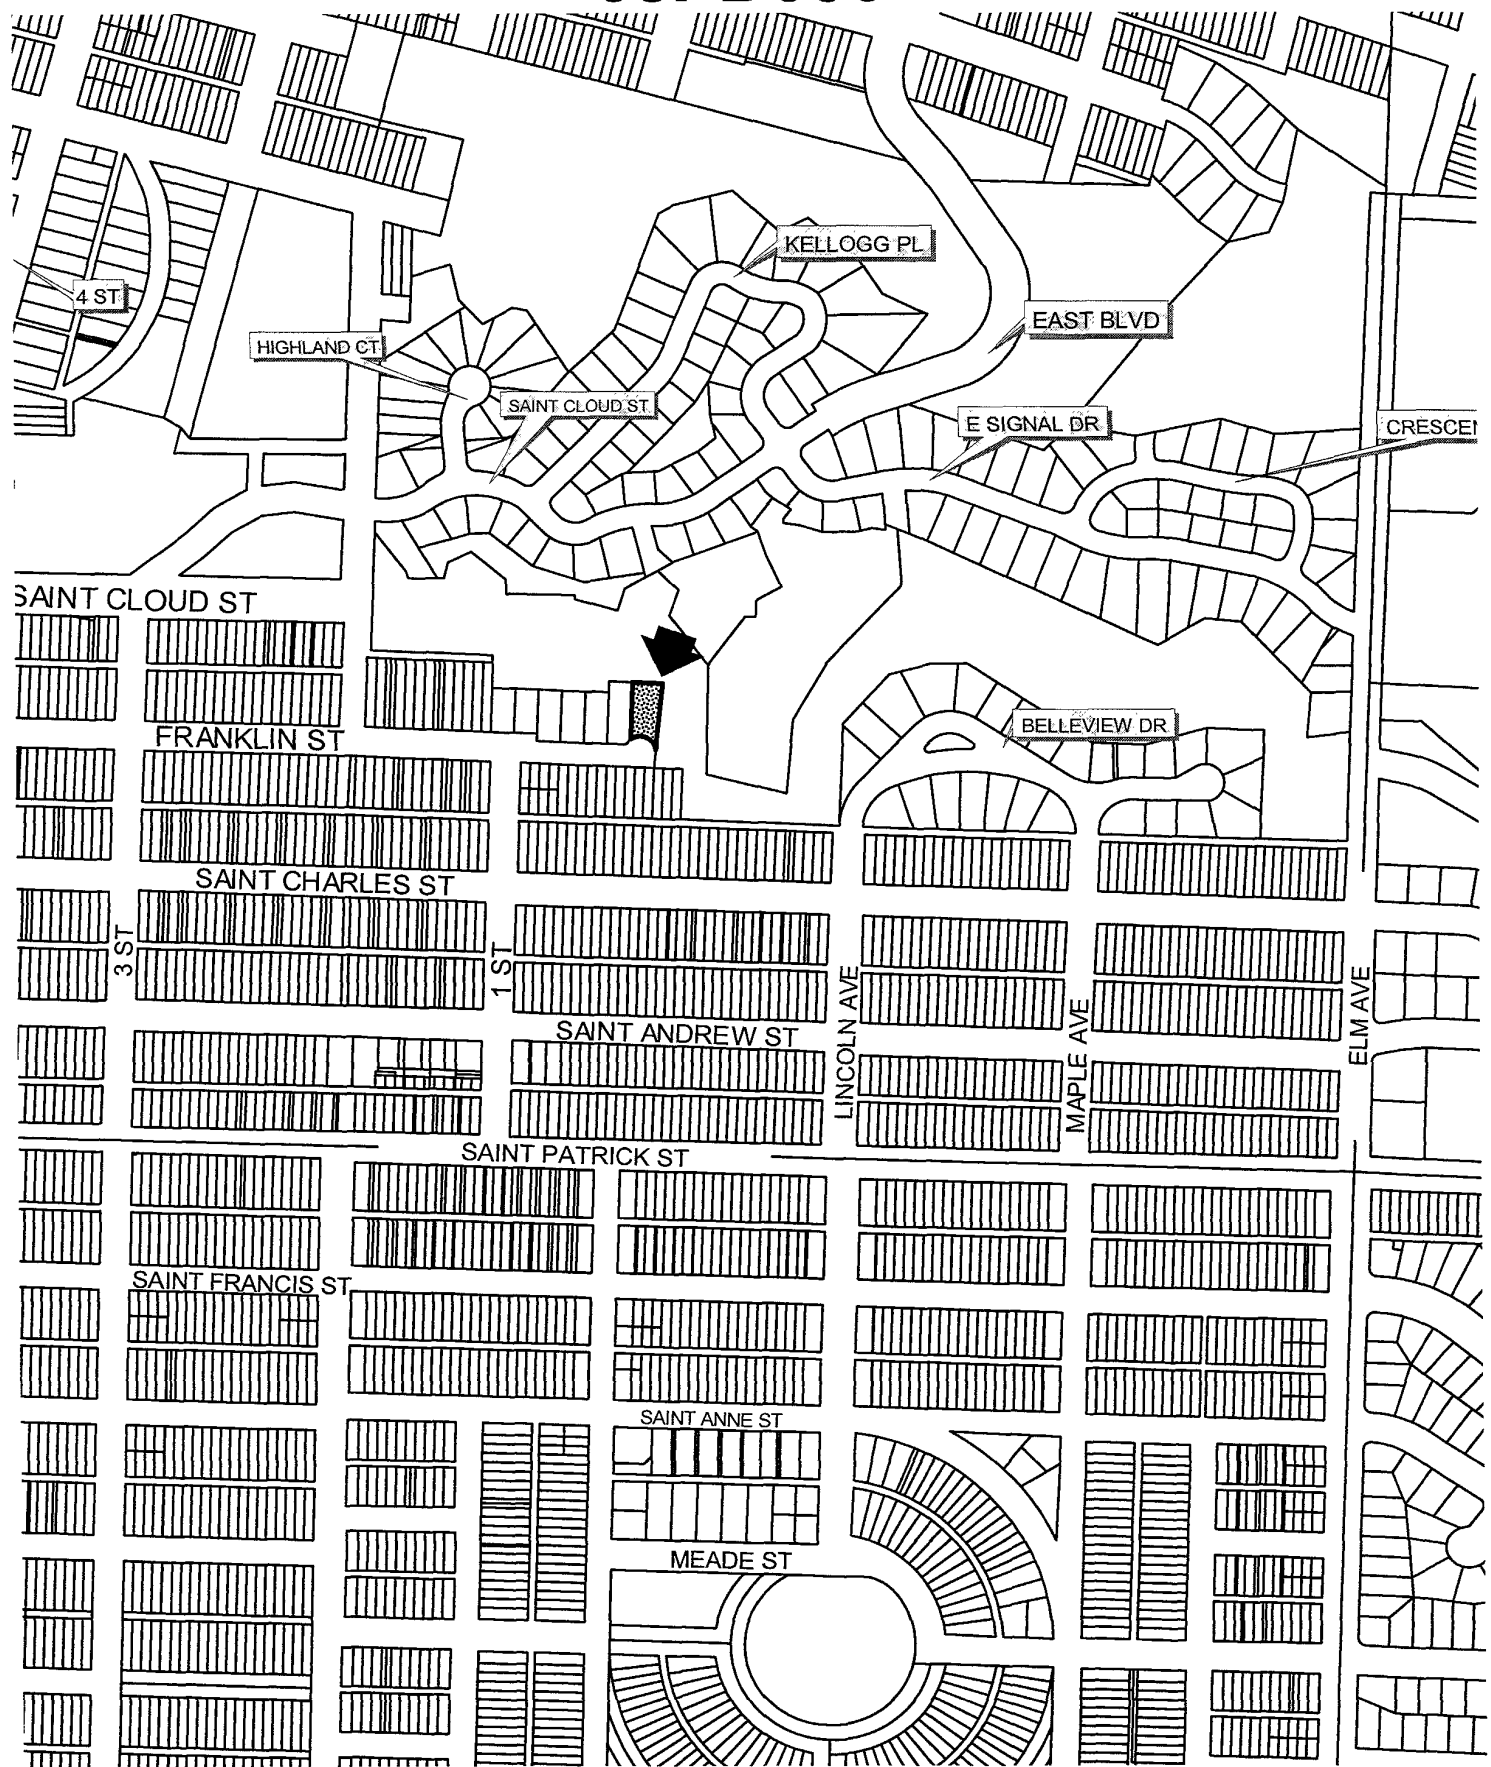 KELLOGG PL
4 ST
EAST BLVD
HIGHLAND CT
SAINT CLOUD ST
E SIGNAL DR
CRESCEN
SAINT CLOUD ST
BELLEVIEW DR
FRANKLIN ST
SAINT CHARLES ST
3 ST
1 ST
LINCOLN AVE
MAPLE AVE
ELM AVE
SAINT ANDREW ST
SAINT PATRICK ST
SAINT FRANCIS ST
SAINT ANNE ST
MEADE ST